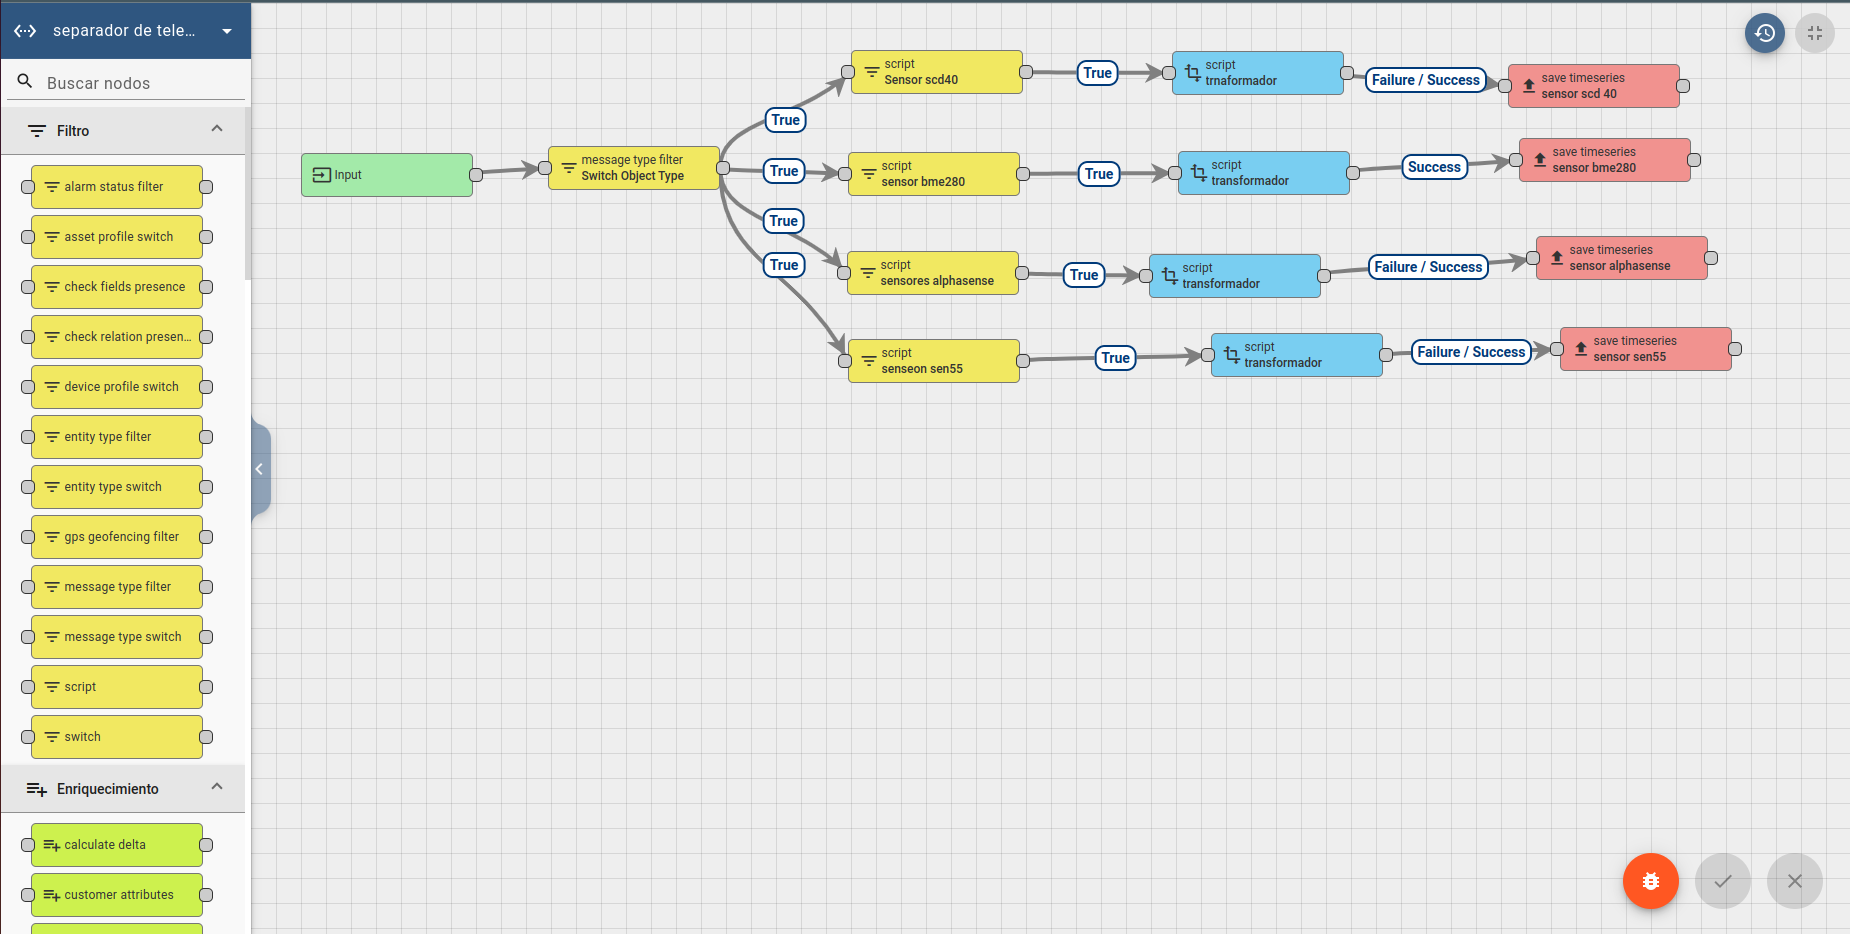 separador de tele...
Buscar nodos
Filtro
alarm status filter
asset profile switch
check fields presence
check relation presen...
device profile switch
entity type filter
entity type switch
gps geofencing filter
message type filter
message type switch
script
switch
Enriquecimiento
calculate delta
customer attributes
Input
message type filter
Switch Object Type
True
script
Sensor scd40
True
script
trnaformador
Failure / Success
save timeseries
sensor scd 40
True
script
sensor bme280
True
script
transformador
Success
save timeseries
sensor bme280
True
script
sensores alphasense
True
script
transformador
Failure / Success
save timeseries
sensor alphasense
True
script
senseon sen55
True
script
transformador
Failure / Success
save timeseries
sensor sen55